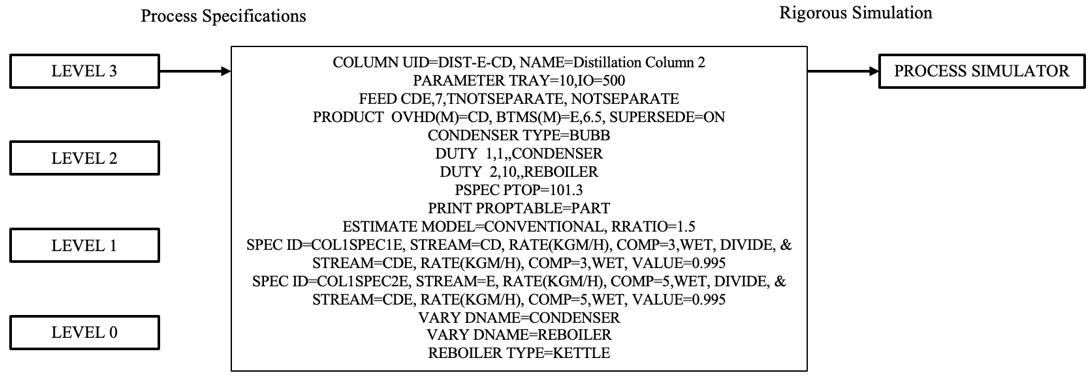 Process Specifications
Rigorous Simulation
LEVEL 3
LEVEL 2
LEVEL 1
LEVEL 0
COLUMN UID=DIST-E-CD, NAME=Distillation Column 2
PARAMETER TRAY=10,IO=500
FEED CDE,7,TNOTSEPARATE, NOTSEPARATE
PRODUCT OVHD(M)=CD, BTMS(M)=E,6.5, SUPERSEDE=ON
CONDENSER TYPE=BUBB
DUTY 1,1,,CONDENSER
DUTY 2,10,,REBOILER
PSPEC PTOP=101.3
PRINT PROPTABLE=PART
ESTIMATE MODEL=CONVENTIONAL, RRATIO=1.5
SPEC ID=COL1SPEC1E, STREAM=CD, RATE(KGM/H), COMP=3,WET, DIVIDE, &
STREAM=CDE, RATE(KGM/H), COMP=3,WET, VALUE=0.995
SPEC ID=COL1SPEC2E, STREAM=E, RATE(KGM/H), COMP=5,WET, DIVIDE, &
STREAM=CDE, RATE(KGM/H), COMP=5,WET, VALUE=0.995
VARY DNAME=CONDENSER
VARY DNAME=REBOILER
REBOILER TYPE=KETTLE
PROCESS SIMULATOR